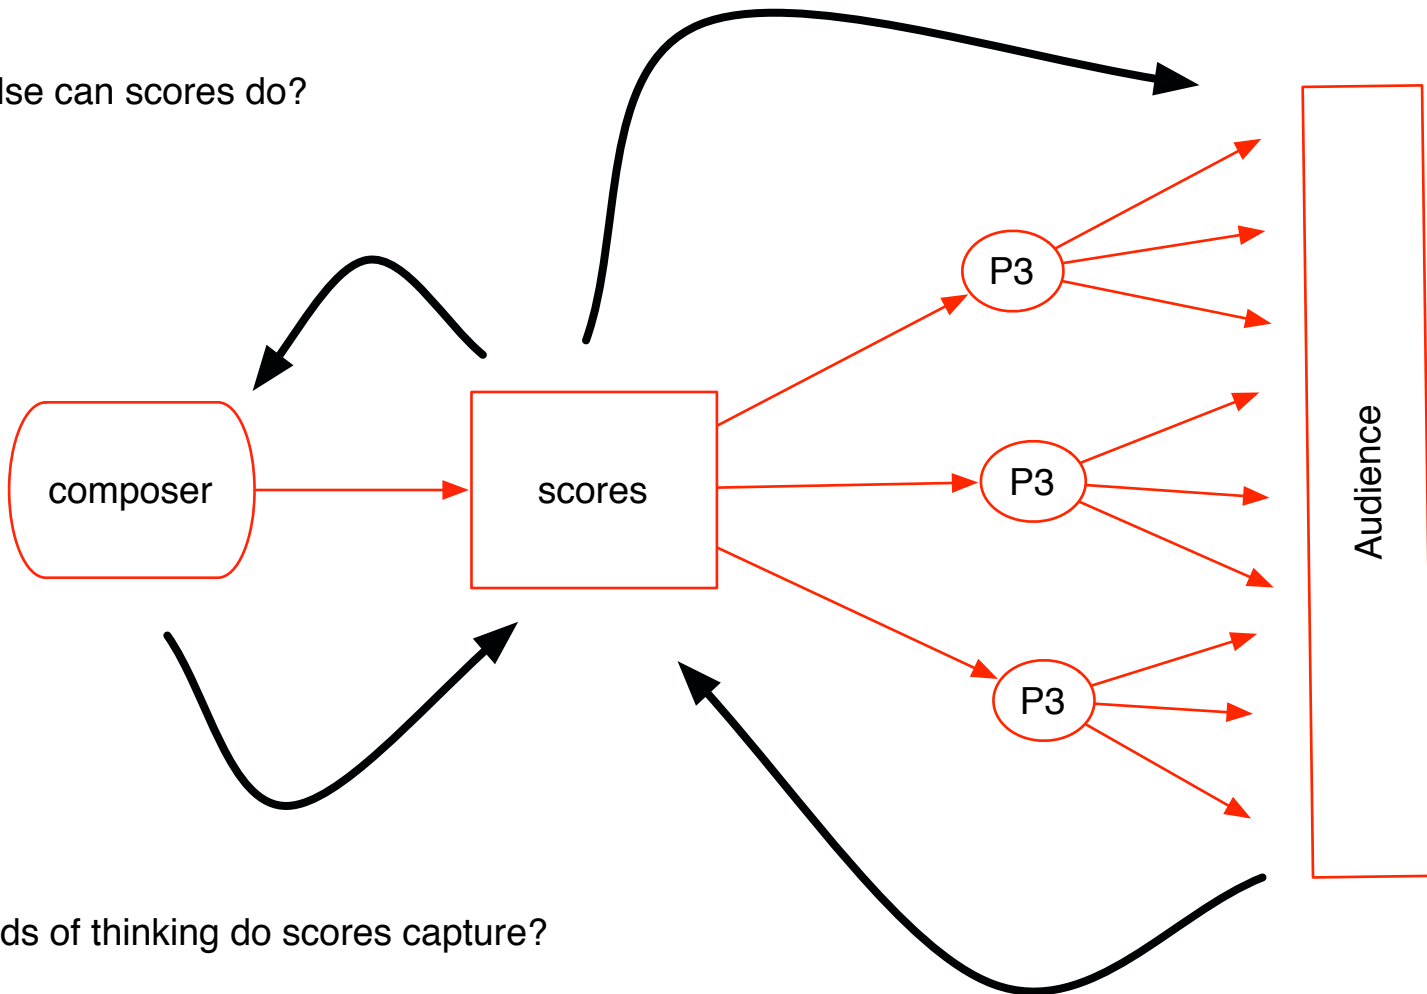 lse can scores do?
P3
composer
scores
P3
Audience
P3
ds of thinking do scores capture?